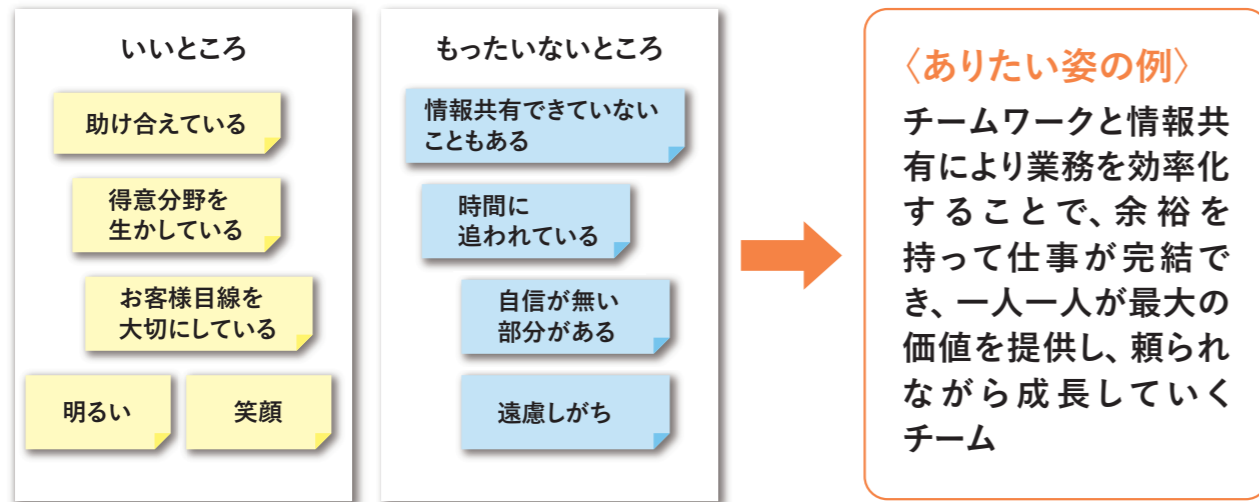 いいところ
助け合えている
得意分野を
生かしている
お客様目線を
大切にしている
明るい
笑顔
もったいないところ
情報共有できていない
こともある
時間に
追われている
自信が無い
部分がある
遠慮しがち
〈ありたい姿の例〉
チームワークと情報共
有により業務を効率化
することで、余裕を
持って仕事が完結で
き、一人一人が最大の
価値を提供し、頼られ
ながら成長していく
チーム